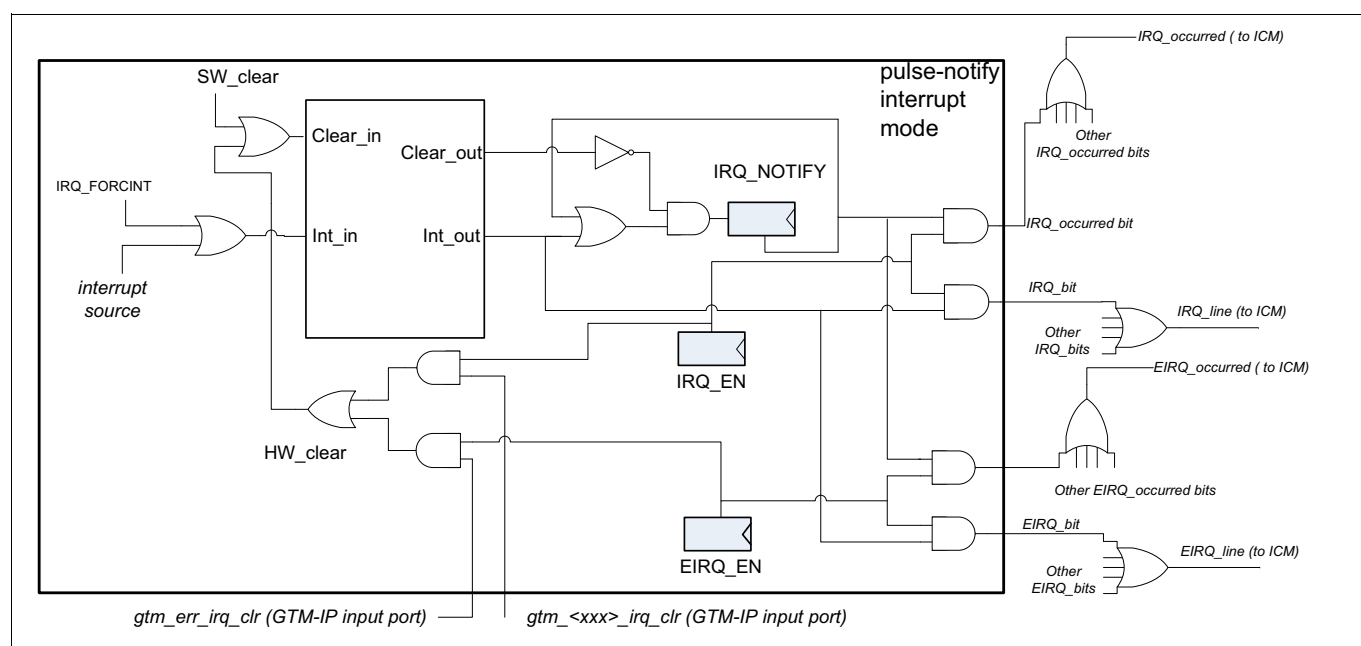 IRQ_occurred ( to ICM)
pulse-notify
interrupt
mode
SW_clear
Clear_in
Other
IRQ_occurred bits
Clear_out
IRQ_NOTIFY
IRQ_FORCINT
Int_in
Int_out
IRQ_occurred bit
interrupt
source
IRQ_bit
IRQ_line (to ICM)
Other
IRQ_bits
IRQ_EN
EIRQ_occurred ( to ICM)
HW_clear
Other EIRQ_occurred bits
EIRQ_bit
EIRQ_line (to ICM)
EIRQ_EN
Other
EIRQ_bits
gtm_err_irq_clr (GTM-IP input port)
gtm_<xxx>_irq_clr (GTM-IP input port)